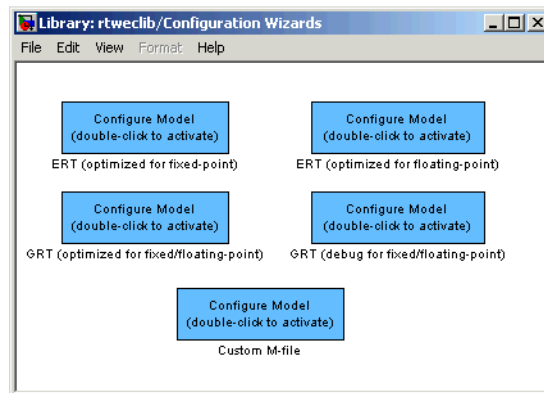 Library: rtweclib/Configuration Wizards
File Edit View Format Help
Configure Model
(double-click to activate)
ERT (optimized for fixed-point)
Configure Model
(double-click to activate)
ERT (optimized for floating-point)
Configure Model
(double-click to activate)
GRT (optimized for fixed/floating-point)
Configure Model
(double-click to activate)
GRT (debug for fixed/floating-point)
Configure Model
(double-click to activate)
Custom M-file